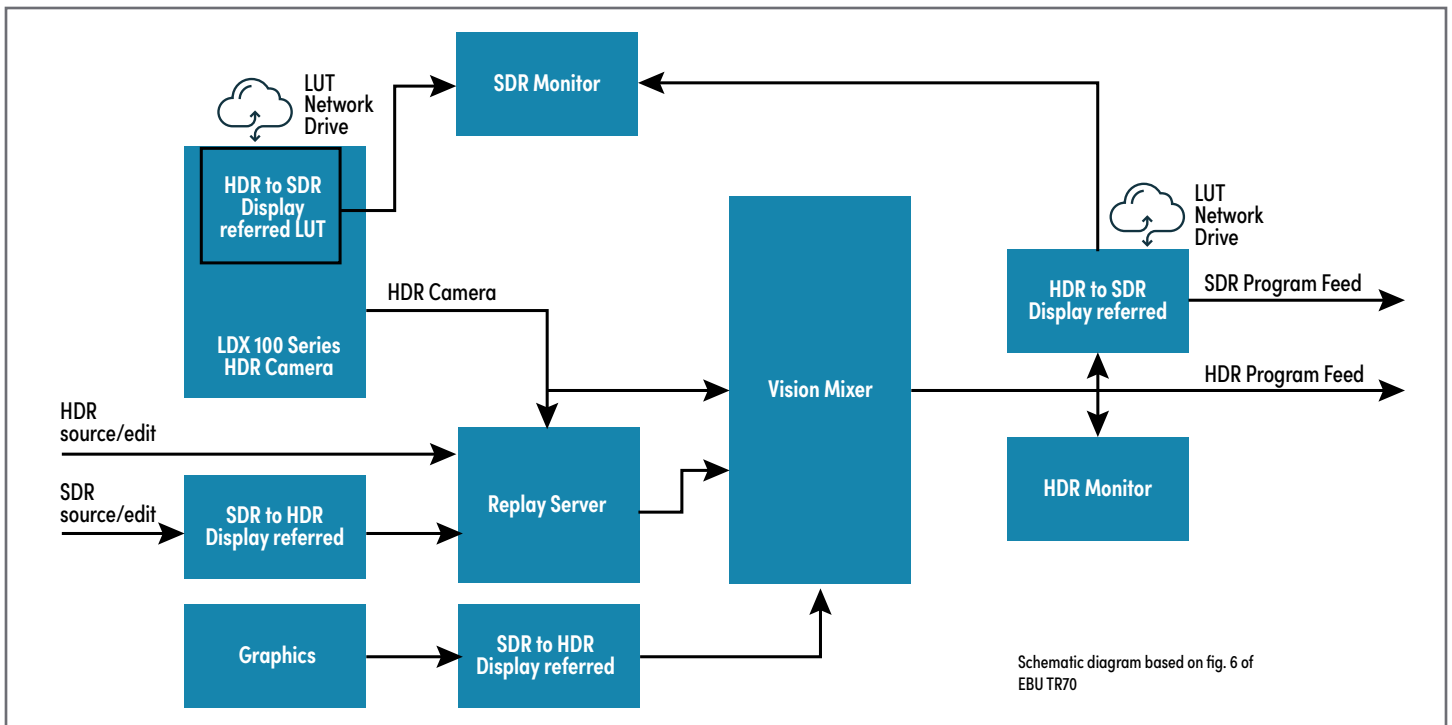 LUT
Network
Drive
SDR Monitor
HDR to SDR
Display
referred LUT
LUT
Network
Drive
HDR Camera
LDX 100 Series
HDR Camera
Vision Mixer
HDR to SDR
Display referred
SDR Program Feed
HDR Program Feed
HDR
source/edit
SDR
source/edit
SDR to HDR
Display referred
Replay Server
HDR Monitor
Graphics
SDR to HDR
Display referred
Schematic diagram based on fig. 6 of
EBU TR70